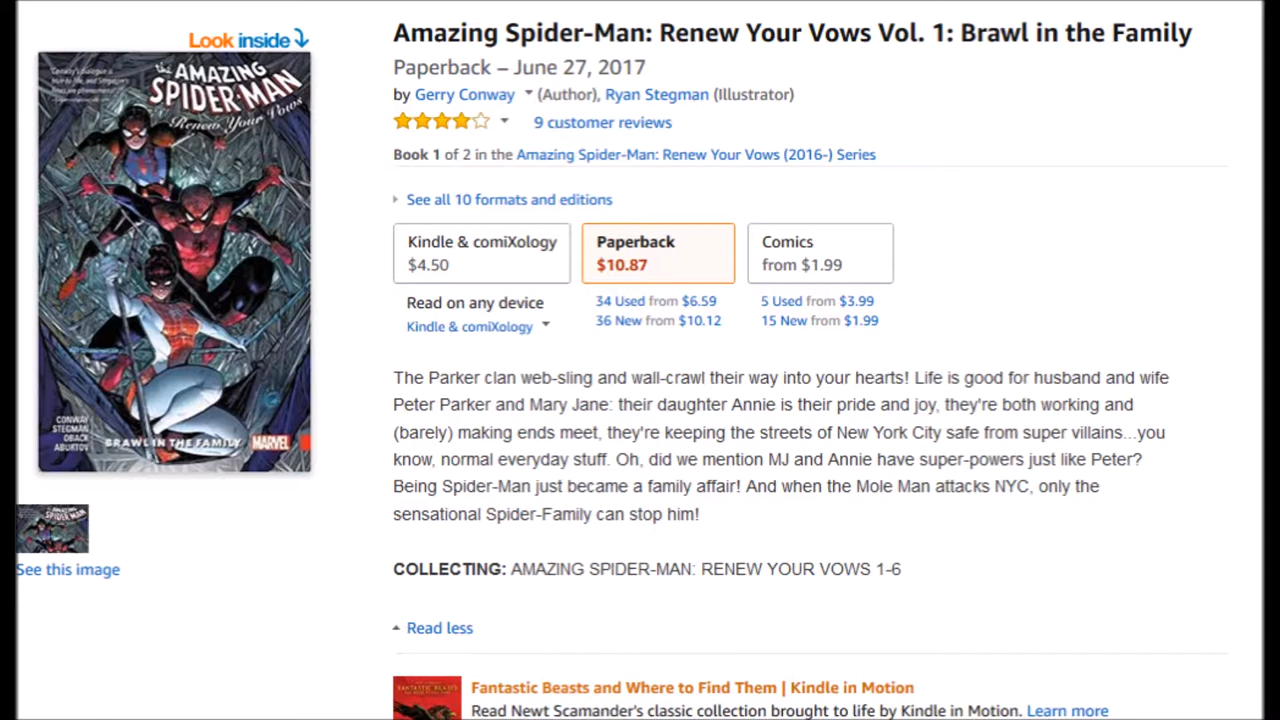 Look inside
Amazing Spider-Man: Renew Your Vows Vol. 1: Brawl in the Family
Paperback – June 27, 2017
by Gerry Conway (Author), Ryan Stegman (Illustrator)
9 customer reviews
Book 1 of 2 in the Amazing Spider-Man: Renew Your Vows (2016-) Series
See all 10 formats and editions
Kindle & comiXology
$4.50
Paperback
$10.87
Comics
from $1.99
Read on any device
Kindle & comiXology
34 Used from $6.59
36 New from $10.12
5 Used from $3.99
15 New from $1.99
The Parker clan web-sling and wall-crawl their way into your hearts! Life is good for husband and wife
Peter Parker and Mary Jane: their daughter Annie is their pride and joy, they're both working and
(barely) making ends meet, they're keeping the streets of New York City safe from super villains...you
know, normal everyday stuff. Oh, did we mention MJ and Annie have super-powers just like Peter?
Being Spider-Man just became a family affair! And when the Mole Man attacks NYC, only the
sensational Spider-Family can stop him!
COLLECTING: AMAZING SPIDER-MAN: RENEW YOUR VOWS 1-6
Read less
Fantastic Beasts and Where to Find Them | Kindle in Motion
Read Newt Scamander's classic collection brought to life by Kindle in Motion. Learn more
the AMAZING
SPIDER-MAN
Renew Your Vows
CONWAY
STEGMAN
OBACK
ABURTOV
BRAWL IN THE FAMILY
MARVEL
See this image
FANTASTIC BEASTS